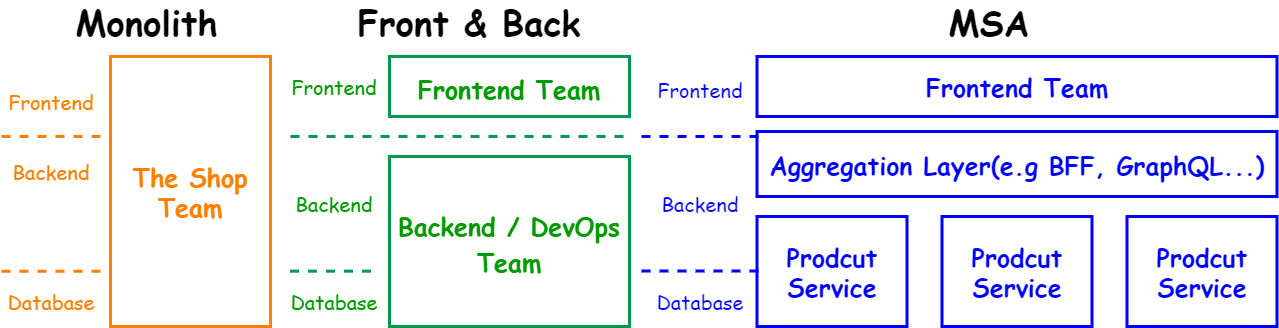 Monolith
Frontend
Backend
Database
The Shop
Team
Front & Back
Frontend
Backend
Database
Frontend Team
Backend / DevOps
Team
MSA
Frontend
Backend
Database
Frontend Team
Aggregation Layer(e.g BFF, GraphQL...)
Prodcut
Service
Prodcut
Service
Prodcut
Service